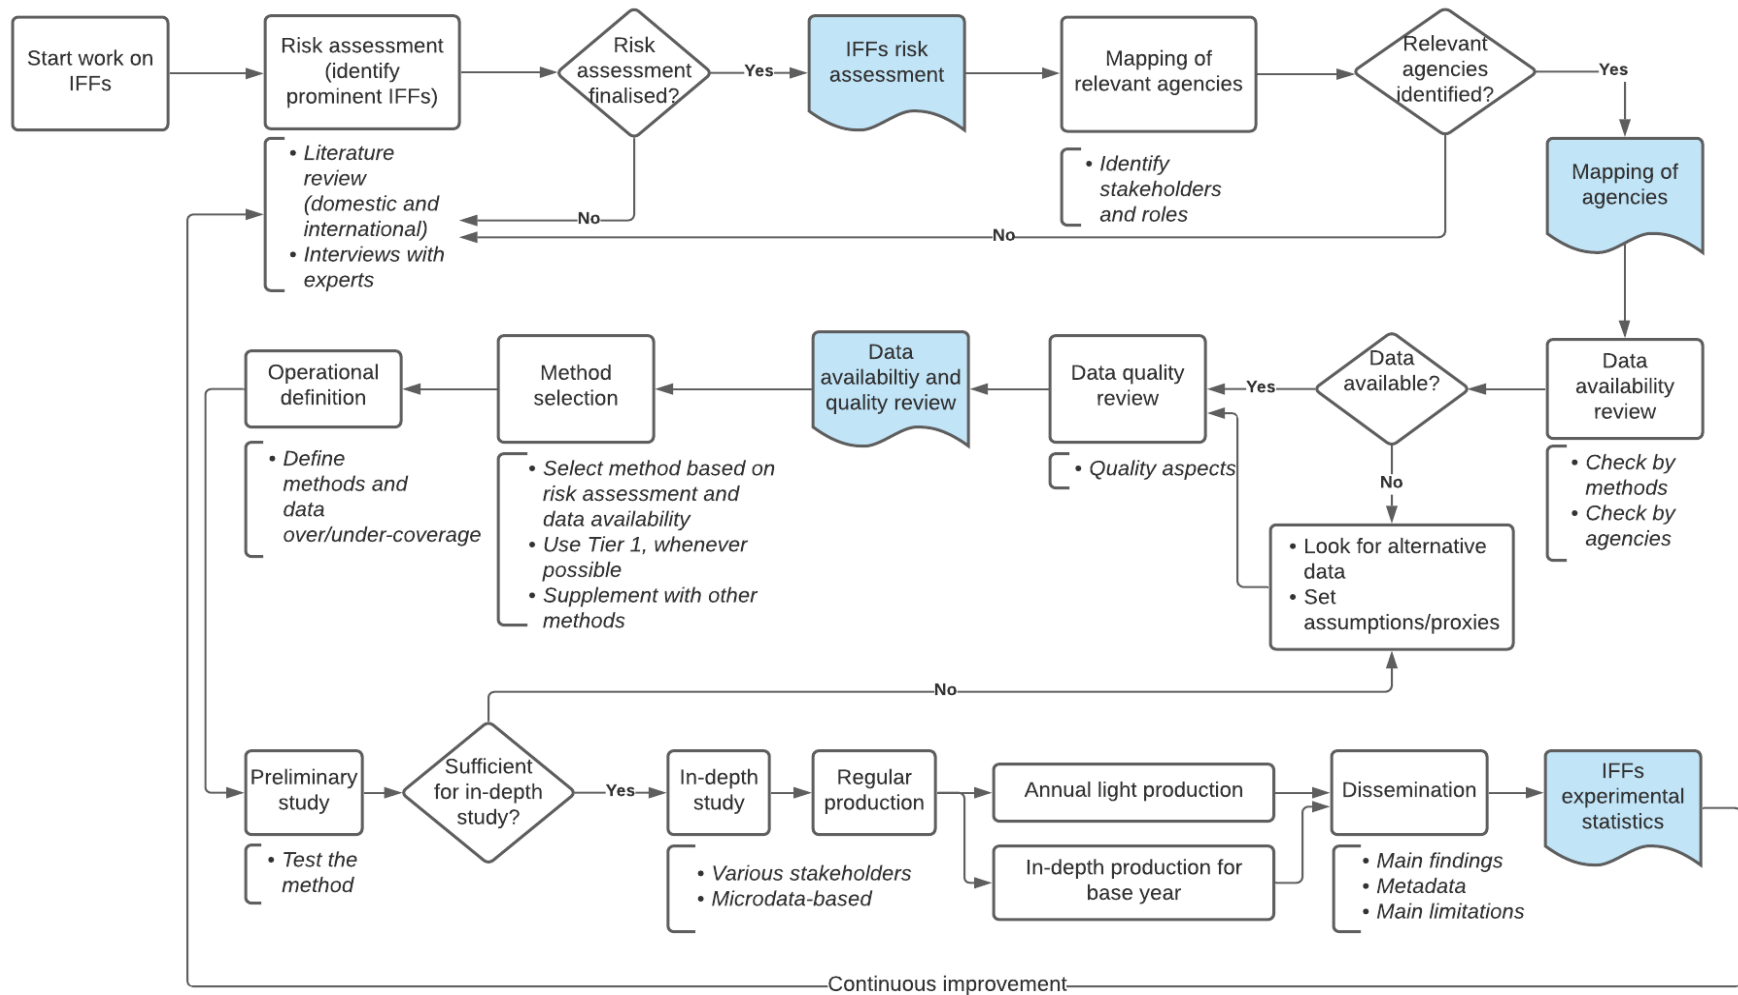 Start work on
IFFs
Risk assessment
(identify
prominent IFFs)
Risk
assessment
finalised?
Yes
IFFs risk
assessment
Mapping of
relevant agencies
Relevant
agencies
identified?
Yes
• Literature
review
(domestic and
international)
• Interviews with
experts
No
• Identify
stakeholders
and roles
No
Mapping of
agencies
Operational
definition
Method
selection
Data
availabiltiy and
quality review
Data quality
review
Yes
Data
available?
Data
availability
review
• Define
methods and
data
over/under-coverage
• Select method based on
risk assessment and
data availability
• Use Tier 1, whenever
possible
• Supplement with other
methods
• Quality aspects
No
• Check by
methods
• Check by
agencies
• Look for alternative
data
• Set
assumptions/proxies
No
Preliminary
study
Sufficient
for in-depth
study?
Yes
In-depth
study
Regular
production
Annual light production
In-depth production for
base year
Dissemination
IFFs
experimental
statistics
• Test the
method
• Various stakeholders
• Microdata-based
• Main findings
• Metadata
• Main limitations
Continuous improvement